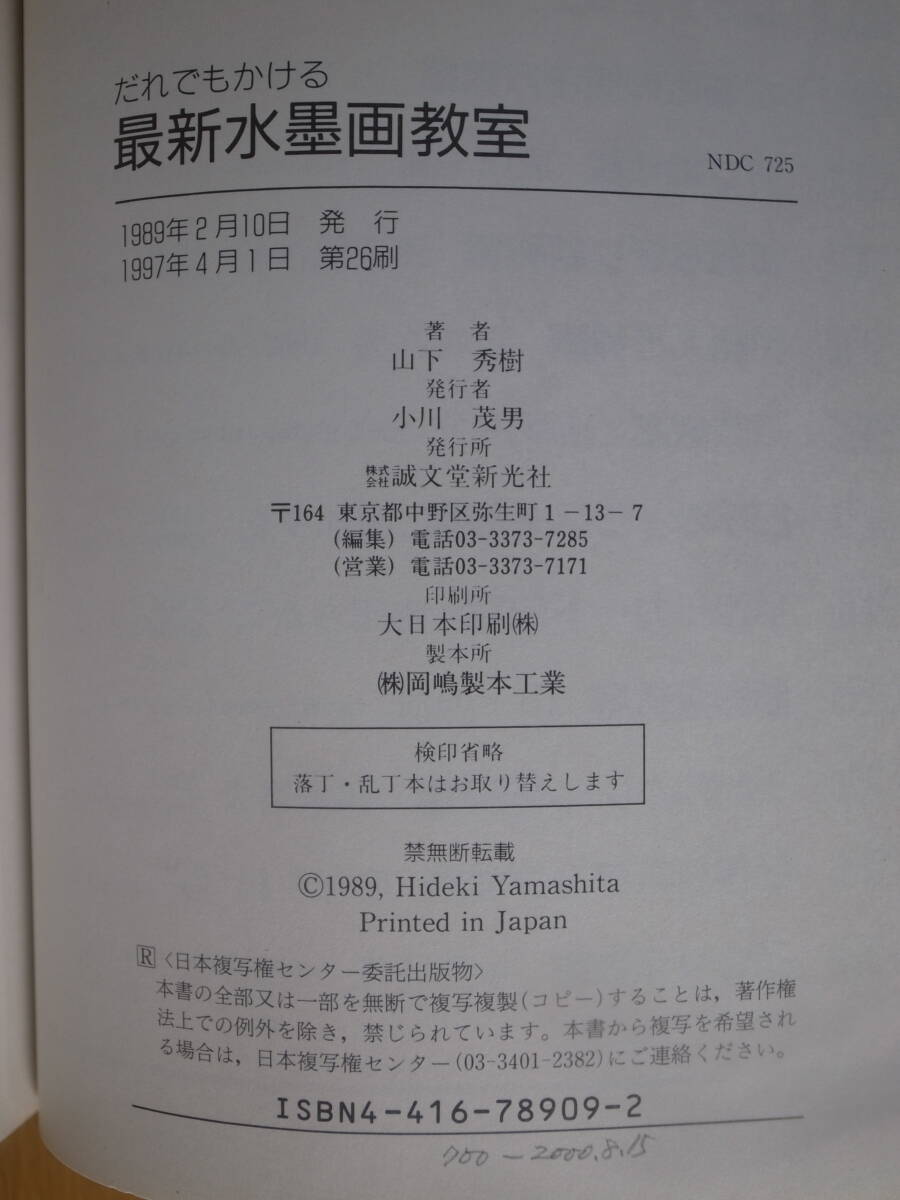 だれでもかける
最新水墨画教室
NDC 725
1989年2月10日 発 行
1997年4月1日 第26刷
著 者
山下 秀樹
発行者
小川 茂男
発行所
株式会社誠文堂新光社
〒164 東京都中野区弥生町1-13-7
(編集) 電話03-3373-7285
(営業) 電話03-3373-7171
印刷所
大日本印刷㈱
製本所
㈱岡嶋製本工業
検印省略
落丁・乱丁本はお取り替えします
禁無断転載
©1989, Hideki Yamashita
Printed in Japan
R〈日本複写権センター委託出版物〉
本書の全部又は一部を無断で複写複製(コピー)することは,著作権
法上での例外を除き,禁じられています。本書から複写を希望され
る場合は,日本複写権センター(03-3401-2382)にご連絡ください。
ISBN4-416-78909-2
700-2000.8.15